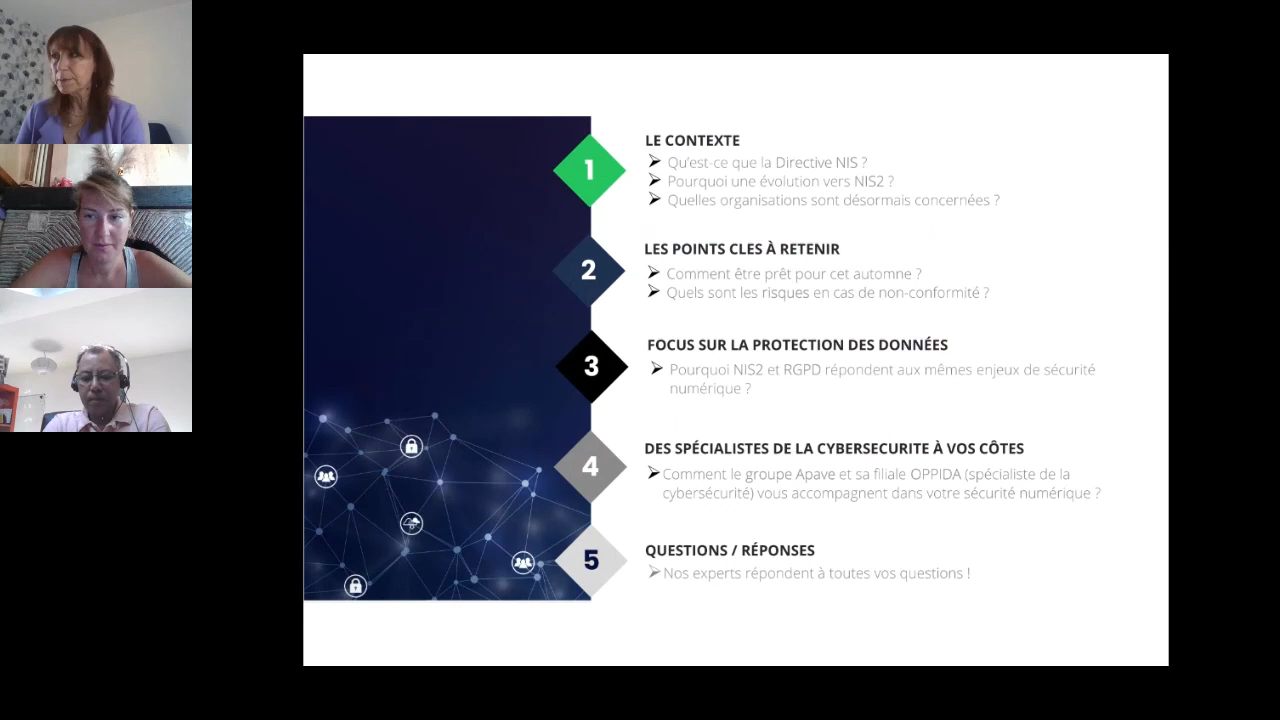 1
LE CONTEXTE
Qu'est-ce que la Directive NIS ?
Pourquoi une évolution vers NIS2 ?
Quelles organisations sont désormais concernées ?
2
LES POINTS CLES À RETENIR
Comment être prêt pour cet automne ?
Quels sont les risques en cas de non-conformité ?
3
FOCUS SUR LA PROTECTION DES DONNÉES
Pourquoi NIS2 et RGPD répondent aux mêmes enjeux de sécurité
numérique ?
4
DES SPÉCIALISTES DE LA CYBERSECURITE À VOS CÔTES
Comment le groupe Apave et sa filiale OPPIDA (spécialiste de la
cybersécurité) vous accompagnent dans votre sécurité numérique ?
5
QUESTIONS / RÉPONSES
Nos experts répondent à toutes vos questions !